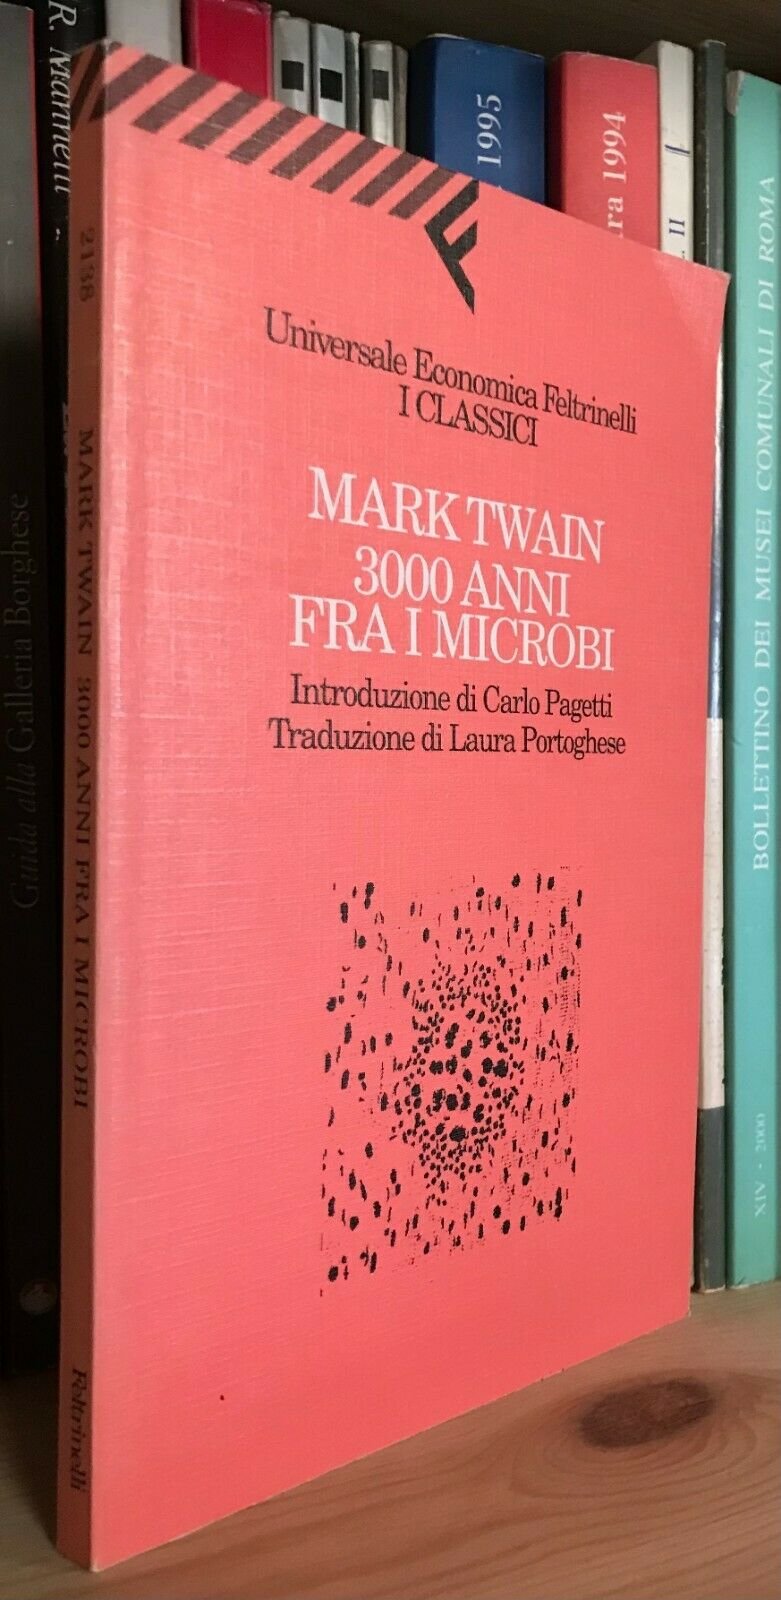 Universale Economica Feltrinelli
I CLASSICI
MARK TWAIN
3000 ANNI
FRA I MICROBI
Introduzione di Carlo Pagetti
Traduzione di Laura Portoghese
2138
MARK TWAIN 3000 ANNI FRA I MICROBI
Feltrinelli
R. Mannelli
Guida alla Galleria Borghese
1995
1994
II
BOLLETTINO DEI MUSEI COMUNALI DI ROMA
XIV - 2000